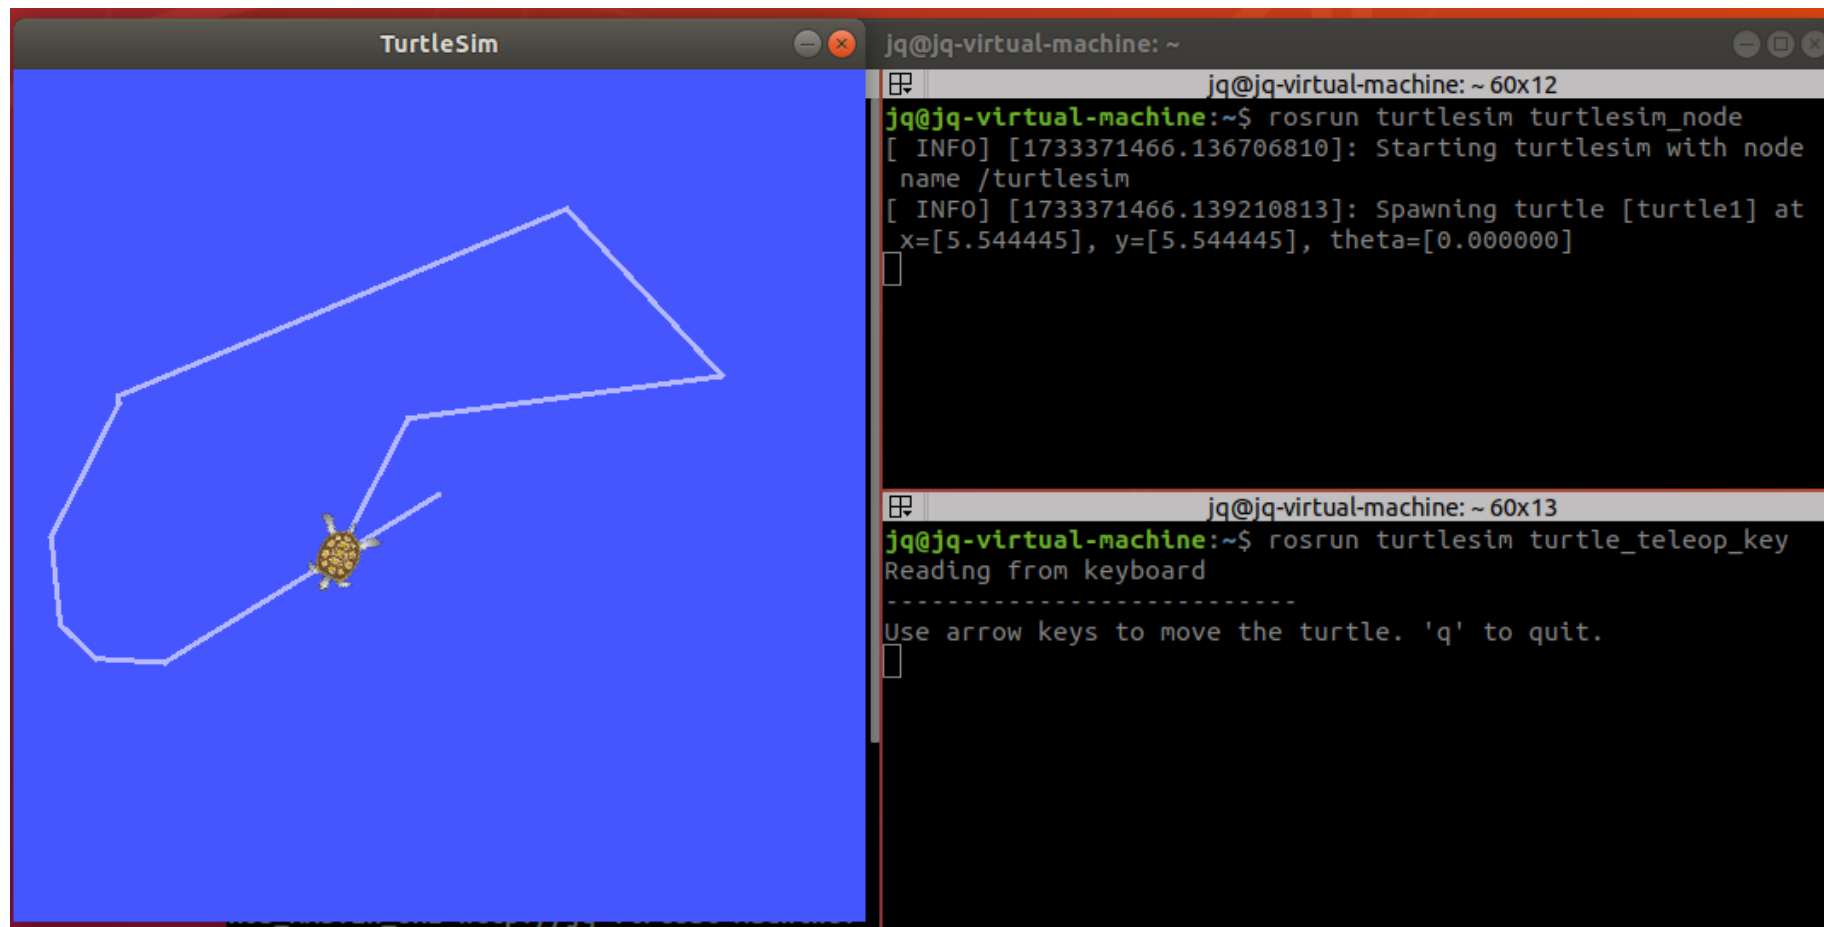 TurtleSim
jq@jq-virtual-machine: ~
jq@jq-virtual-machine: ~ 60x12
jq@jq-virtual-machine:~$ rosrun turtlesim turtlesim_node
[ INFO] [1733371466.136706810]: Starting turtlesim with node
name /turtlesim
[ INFO] [1733371466.139210813]: Spawning turtle [turtle1] at
x=[5.544445], y=[5.544445], theta=[0.000000]
jq@jq-virtual-machine: ~ 60x13
jq@jq-virtual-machine:~$ rosrun turtlesim turtle_teleop_key
Reading from keyboard
---------------------------
Use arrow keys to move the turtle. 'q' to quit.